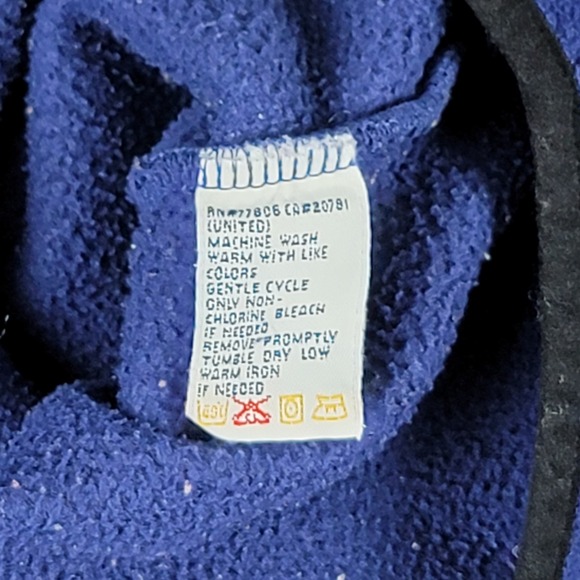 RN#77806 CA#20781
(UNITED)
MACHINE WASH
WARM WITH LIKE
COLORS
GENTLE CYCLE
ONLY NON-
CHLORINE BLEACH
IF NEEDED
REMOVE PROMPTLY
TUMBLE DRY LOW
WARM IRON
IF NEEDED